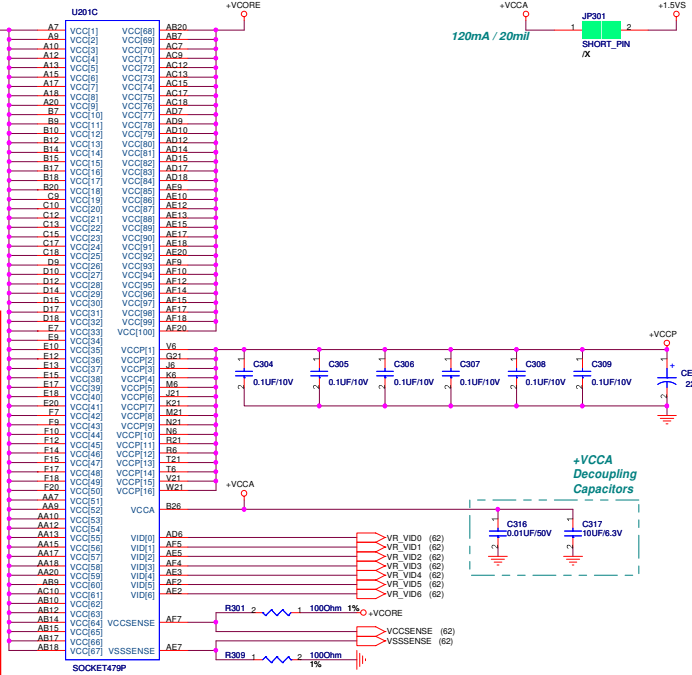 U201C
+VCORE
+VCCA
JP301
+1.5VS
120mA / 20mil
1 2
SHORT_PIN
/X
A7 VCC[1] VCC[68] AB20
A9 VCC[2] VCC[69] AB7
A10 VCC[3] VCC[70] AC7
A12 VCC[4] VCC[71] AC9
A13 VCC[5] VCC[72] AC12
A15 VCC[6] VCC[73] AC13
A17 VCC[7] VCC[74] AC15
A18 VCC[8] VCC[75] AC17
A20 VCC[9] VCC[76] AC18
B7 VCC[10] VCC[77] AD7
B9 VCC[11] VCC[78] AD9
B10 VCC[12] VCC[79] AD10
B12 VCC[13] VCC[80] AD12
B14 VCC[14] VCC[81] AD14
B15 VCC[15] VCC[82] AD15
B17 VCC[16] VCC[83] AD17
B18 VCC[17] VCC[84] AD18
B20 VCC[18] VCC[85] AE9
C9 VCC[19] VCC[86] AE10
C10 VCC[20] VCC[87] AE12
C12 VCC[21] VCC[88] AE13
C13 VCC[22] VCC[89] AE15
C15 VCC[23] VCC[90] AE17
C17 VCC[24] VCC[91] AE18
C18 VCC[25] VCC[92] AE20
D9 VCC[26] VCC[93] AF9
D10 VCC[27] VCC[94] AF10
D12 VCC[28] VCC[95] AF12
D14 VCC[29] VCC[96] AF14
D15 VCC[30] VCC[97] AF15
D17 VCC[31] VCC[98] AF17
D18 VCC[32] VCC[99] AF18
E7 VCC[33] VCC[100] AF20
E9 VCC[34]
E10 VCC[35] VCCP[1] V6
E12 VCC[36] VCCP[2] G21
E13 VCC[37] VCCP[3] J6
E15 VCC[38] VCCP[4] K6
E17 VCC[39] VCCP[5] M6
E18 VCC[40] VCCP[6] J21
E20 VCC[41] VCCP[7] K21
F7 VCC[42] VCCP[8] M21
F9 VCC[43] VCCP[9] N21
F10 VCC[44] VCCP[10] N6
F12 VCC[45] VCCP[11] R21
F14 VCC[46] VCCP[12] R6
F15 VCC[47] VCCP[13] T21
F17 VCC[48] VCCP[14] T6
F18 VCC[49] VCCP[15] V21
F20 VCC[50] VCCP[16] W21
AA7 VCC[51]
AA9 VCC[52] VCCA B26
AA10 VCC[53]
AA12 VCC[54]
AA13 VCC[55] VID[0] AD6
AA15 VCC[56] VID[1] AF5
AA17 VCC[57] VID[2] AE5
AA18 VCC[58] VID[3] AF4
AA20 VCC[59] VID[4] AE3
AB9 VCC[60] VID[5] AF2
AC10 VCC[61] VID[6] AE2
AB10 VCC[62]
AB12 VCC[63]
AB14 VCC[64] VCCSENSE AF7
AB15 VCC[65]
AB17 VCC[66]
AB18 VCC[67] VSSSENSE AE7
SOCKET479P
+VCCP
1 C304 2 0.1UF/10V
1 C305 2 0.1UF/10V
1 C306 2 0.1UF/10V
1 C307 2 0.1UF/10V
1 C308 2 0.1UF/10V
1 C309 2 0.1UF/10V
1 + CE 2 22
+VCCA
+VCCA
Decoupling
Capacitors
1 C316 2 0.01UF/50V
1 C317 2 10UF/6.3V
VR_VID0 (62)
VR_VID1 (62)
VR_VID2 (62)
VR_VID3 (62)
VR_VID4 (62)
VR_VID5 (62)
VR_VID6 (62)
R301 2 1 100Ohm 1% +VCORE
VCCSENSE (62)
VSSSENSE (62)
R309 1 2 100Ohm
1%